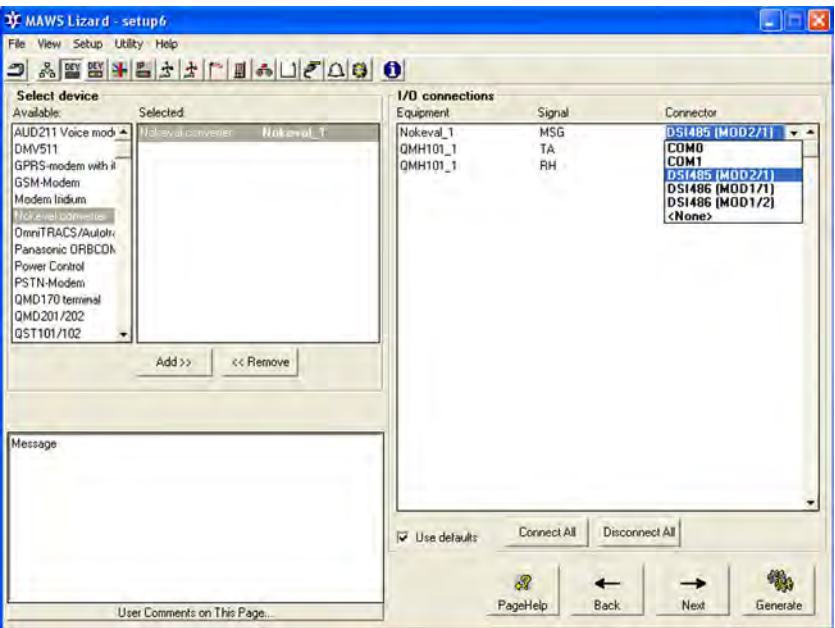 MAWS Lizard - setup6
File View Setup Utility Help
DEV DEV
Select device
Available: Selected:
AUD211 Voice mod
DMV511
GPRS-modem with it
GSM-Modem
Modem Iridium
Nokeval converter
OmniTRACS/Autotr
Panasonic ORBCOM
Power Control
PSTN-Modem
QMD170 terminal
QMD201/202
QST101/102
Nokeval converter Nokeval_1
Add >> << Remove
Message
User Comments on This Page...
I/O connections
Equipment Signal Connector
Nokeval_1 MSG DSI485 (MOD2/1)
QMH101_1 TA
QMH101_1 RH
COM0
COM1
DSI485 (MOD2/1)
DSI486 (MOD1/1)
DSI486 (MOD1/2)
<None>
Use defaults Connect All Disconnect All
PageHelp Back Next Generate